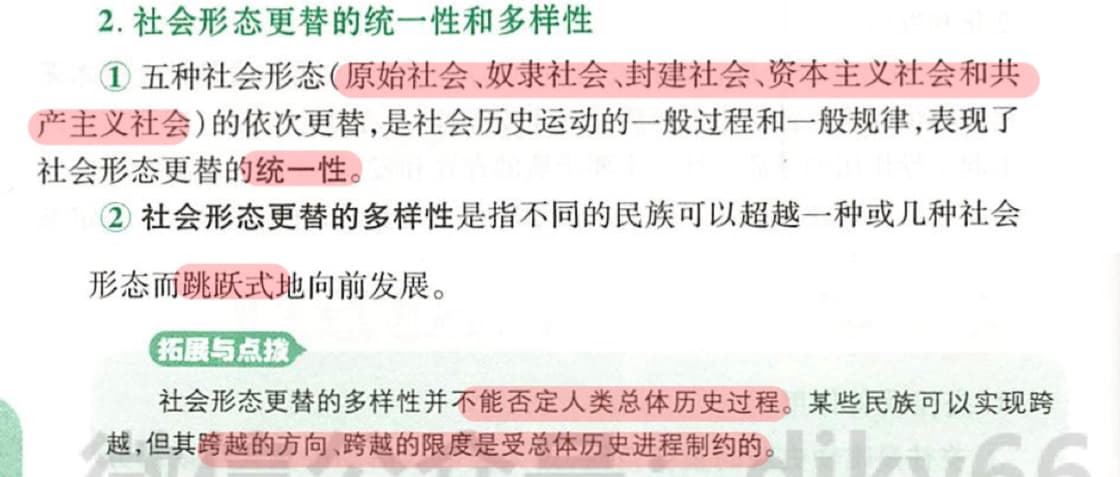 2. 社会形态更替的统一性和多样性
① 五种社会形态(原始社会、奴隶社会、封建社会、资本主义社会和共
产主义社会)的依次更替,是社会历史运动的一般过程和一般规律,表现了
社会形态更替的统一性。
② 社会形态更替的多样性是指不同的民族可以超越一种或几种社会
形态而跳跃式地向前发展。
拓展与点拨
社会形态更替的多样性并不能否定人类总体历史过程。某些民族可以实现跨
越,但其跨越的方向、跨越的限度是受总体历史进程制约的。
djky66